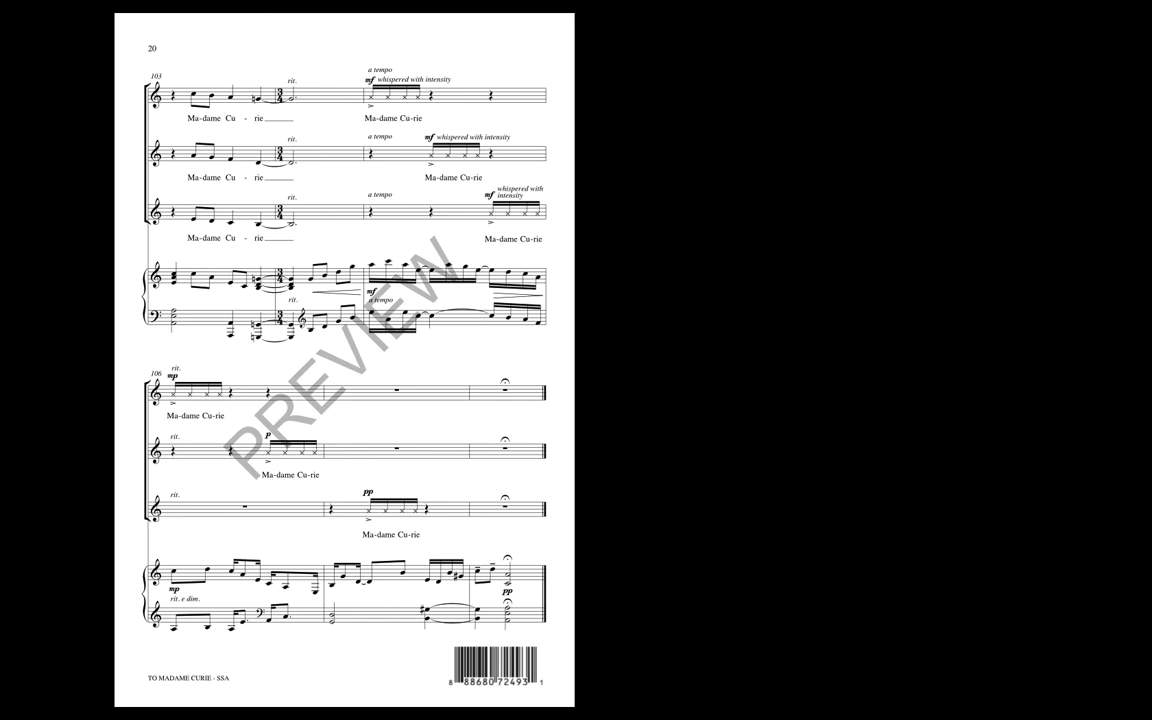 20
103
rit.
a tempo
mf whispered with intensity
Ma-dame Cu - rie
Ma-dame Cu-rie
rit.
a tempo
mf whispered with intensity
Ma-dame Cu - rie
Ma-dame Cu-rie
rit.
a tempo
mf whispered with
intensity
Ma-dame Cu - rie
Ma-dame Cu-rie
rit.
mf
a tempo
PREVIEW
106
rit.
mp
Ma-dame Cu-rie
rit.
p
Ma-dame Cu-rie
rit.
pp
Ma-dame Cu-rie
mp
rit. e dim.
pp
TO MADAME CURIE - SSA
8 88680 72493 1